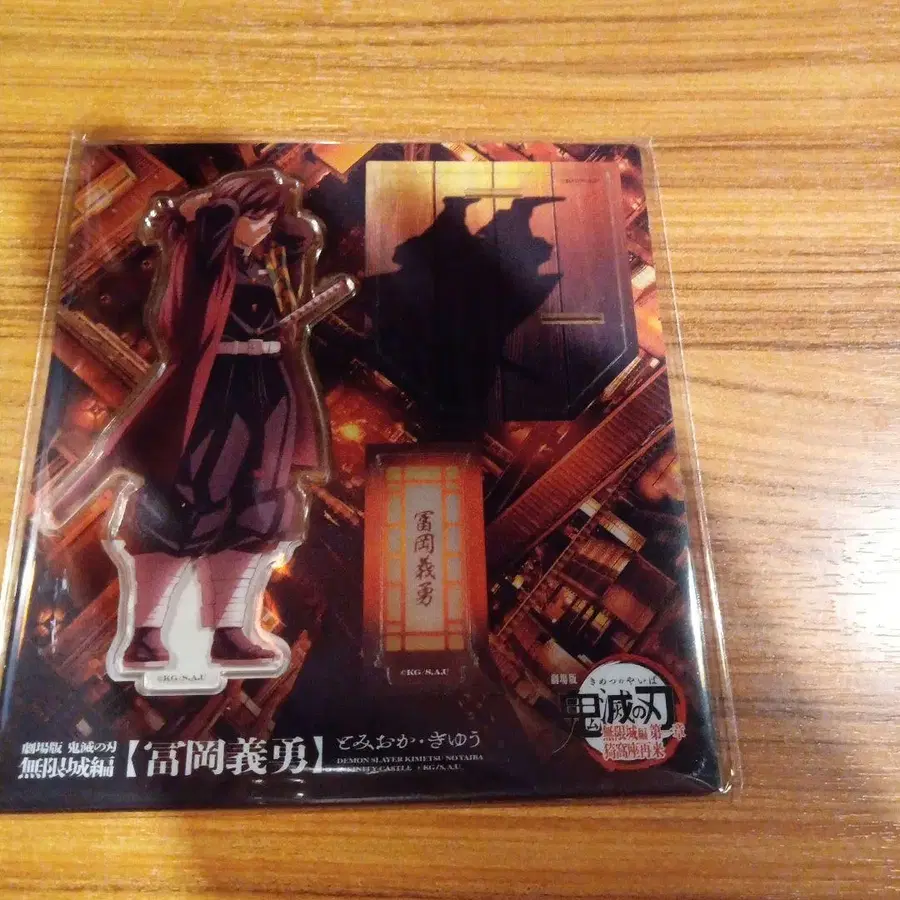 冨岡義勇
©KG/S,A,U
©KG/S,A,U
劇場版
きめつのやいば
鬼滅の刃
無限城編 第一章
猗窩座再来
劇場版 鬼滅の刃
無限城編
【冨岡義勇】
とみおか・ぎゆう
DEMON SLAYER KIMETSU NO YAIBA
INFINITY CASTLE ©KG/S,A,U